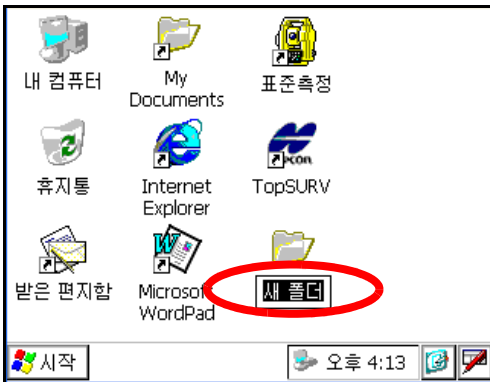 내 컴퓨터
My Documents
표준측정
휴지통
Internet Explorer
TopSURV
받은 편지함
Microsoft WordPad
새 폴더
시작
오후 4:13